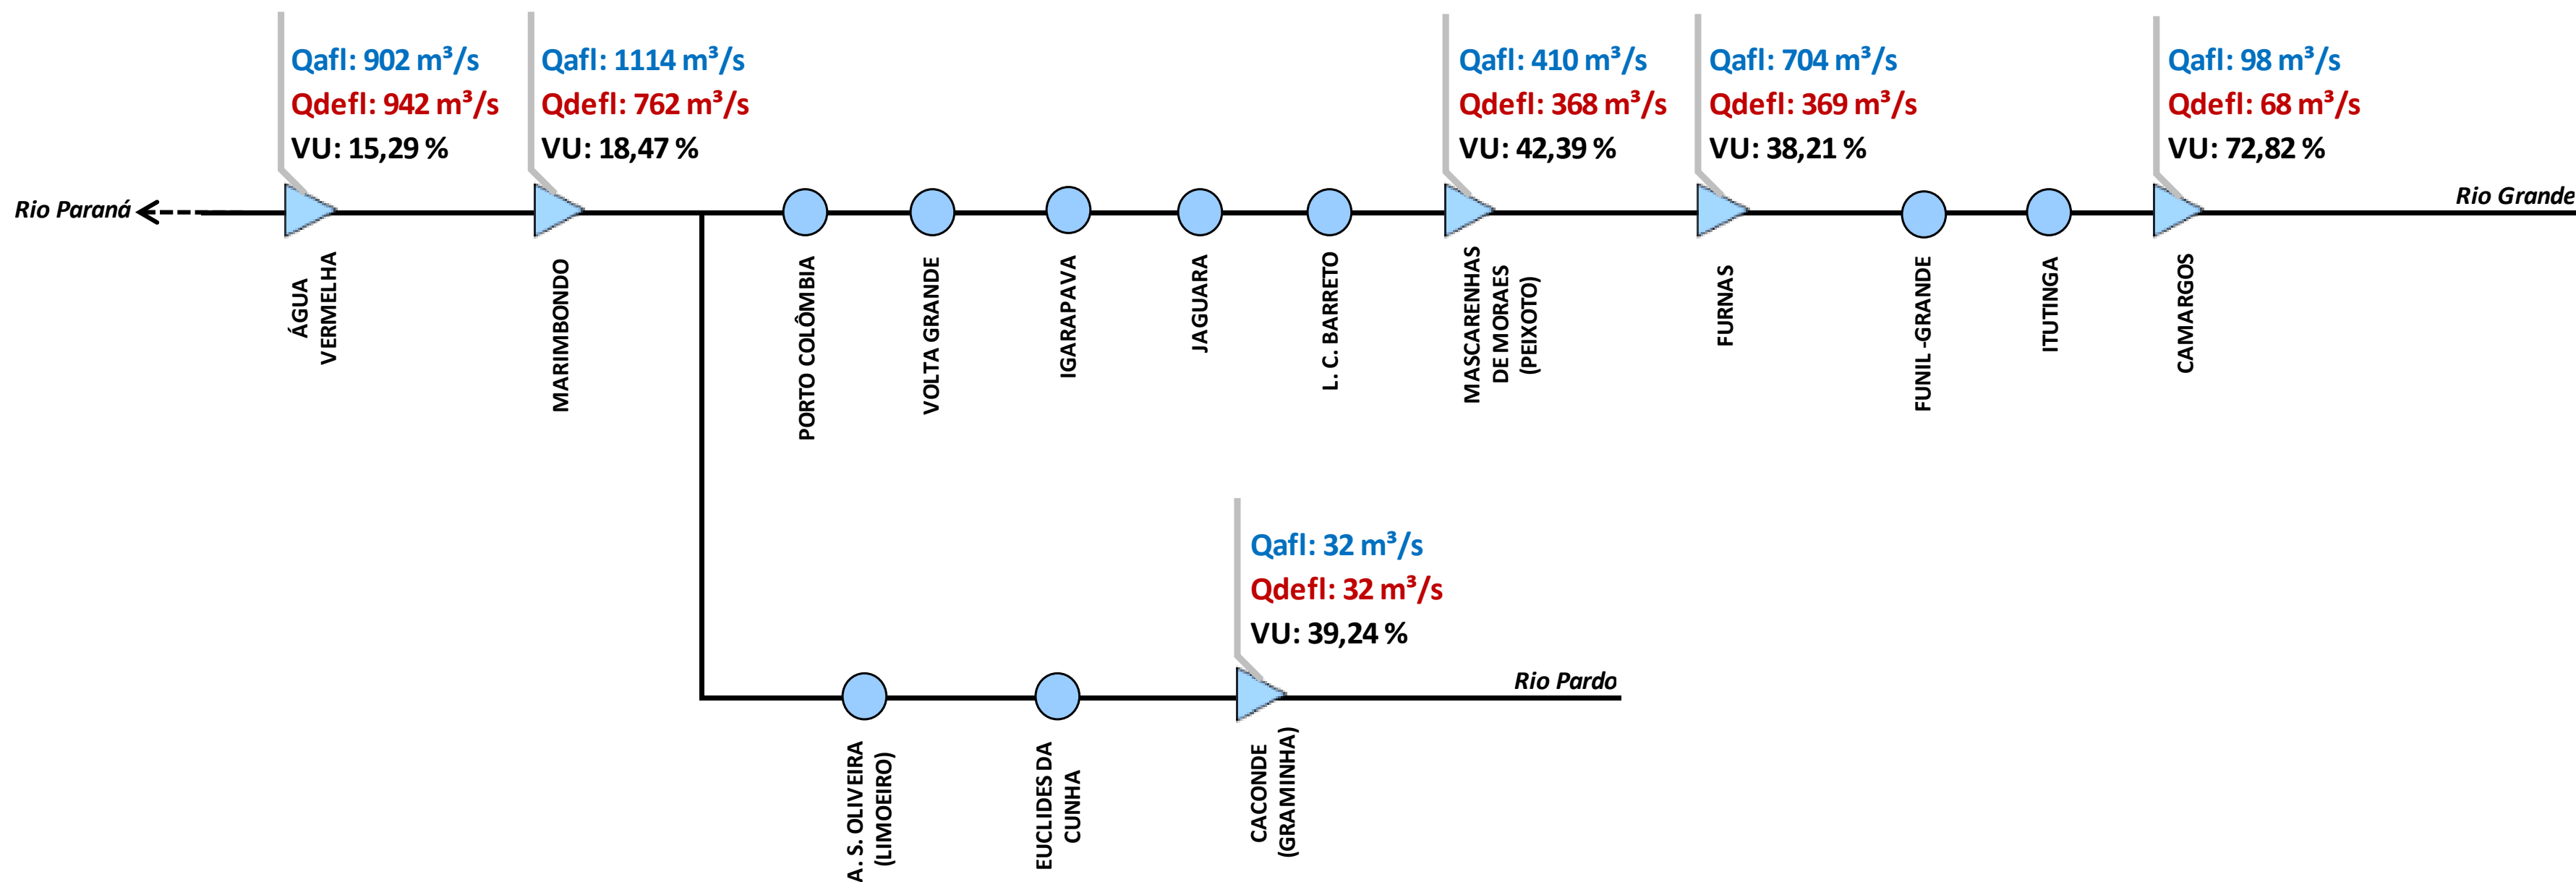 Qafl: 902 m³/s
Qdefl: 942 m³/s
VU: 15,29 %
Qafl: 1114 m³/s
Qdefl: 762 m³/s
VU: 18,47 %
Qafl: 410 m³/s
Qdefl: 368 m³/s
VU: 42,39 %
Qafl: 704 m³/s
Qdefl: 369 m³/s
VU: 38,21 %
Qafl: 98 m³/s
Qdefl: 68 m³/s
VU: 72,82 %
Rio Paraná
Rio Grande
ÁGUA
VERMELHA
MARIMBONDO
PORTO COLÔMBIA
VOLTA GRANDE
IGARAPAVA
JAGUARA
L. C. BARRETO
MASCARENHAS
DE MORAES
(PEIXOTO)
FURNAS
FUNIL -GRANDE
ITUTINGA
CAMARGOS
Qafl: 32 m³/s
Qdefl: 32 m³/s
VU: 39,24 %
Rio Pardo
A. S. OLIVEIRA
(LIMOEIRO)
EUCLIDES DA
CUNHA
CACONDE
(GRAMINHA)